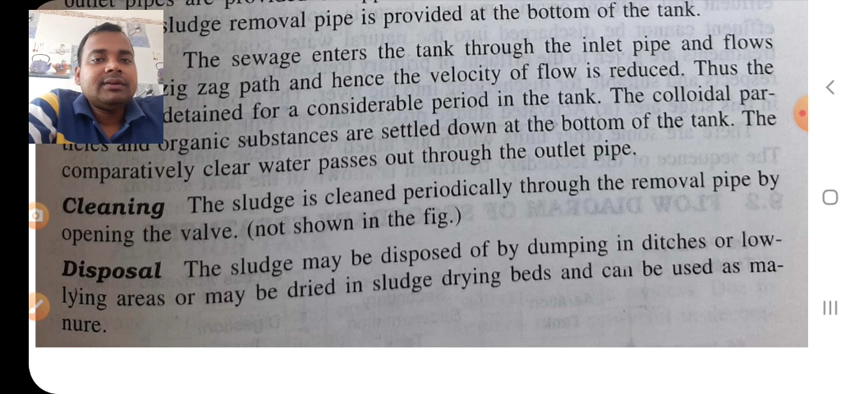 outlet pipes are
sludge removal pipe is provided at the bottom of the tank.
The sewage enters the tank through the inlet pipe and flows
zig zag path and hence the velocity of flow is reduced. Thus the
detained for a considerable period in the tank. The colloidal par-
ticles and organic substances are settled down at the bottom of the tank. The
comparatively clear water passes out through the outlet pipe.
Cleaning The sludge is cleaned periodically through the removal pipe by
opening the valve. (not shown in the fig.)
Disposal The sludge may be disposed of by dumping in ditches or low-
lying areas or may be dried in sludge drying beds and can be used as ma-
nure.